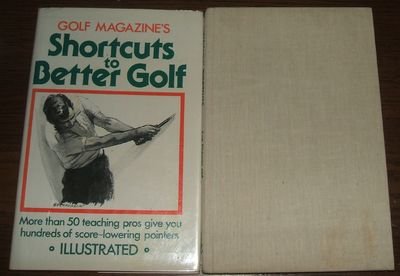 GOLF MAGAZINE'S
Shortcuts
to
Better Golf
More than 50 teaching pros give you
hundreds of score-lowering pointers
ILLUSTRATED